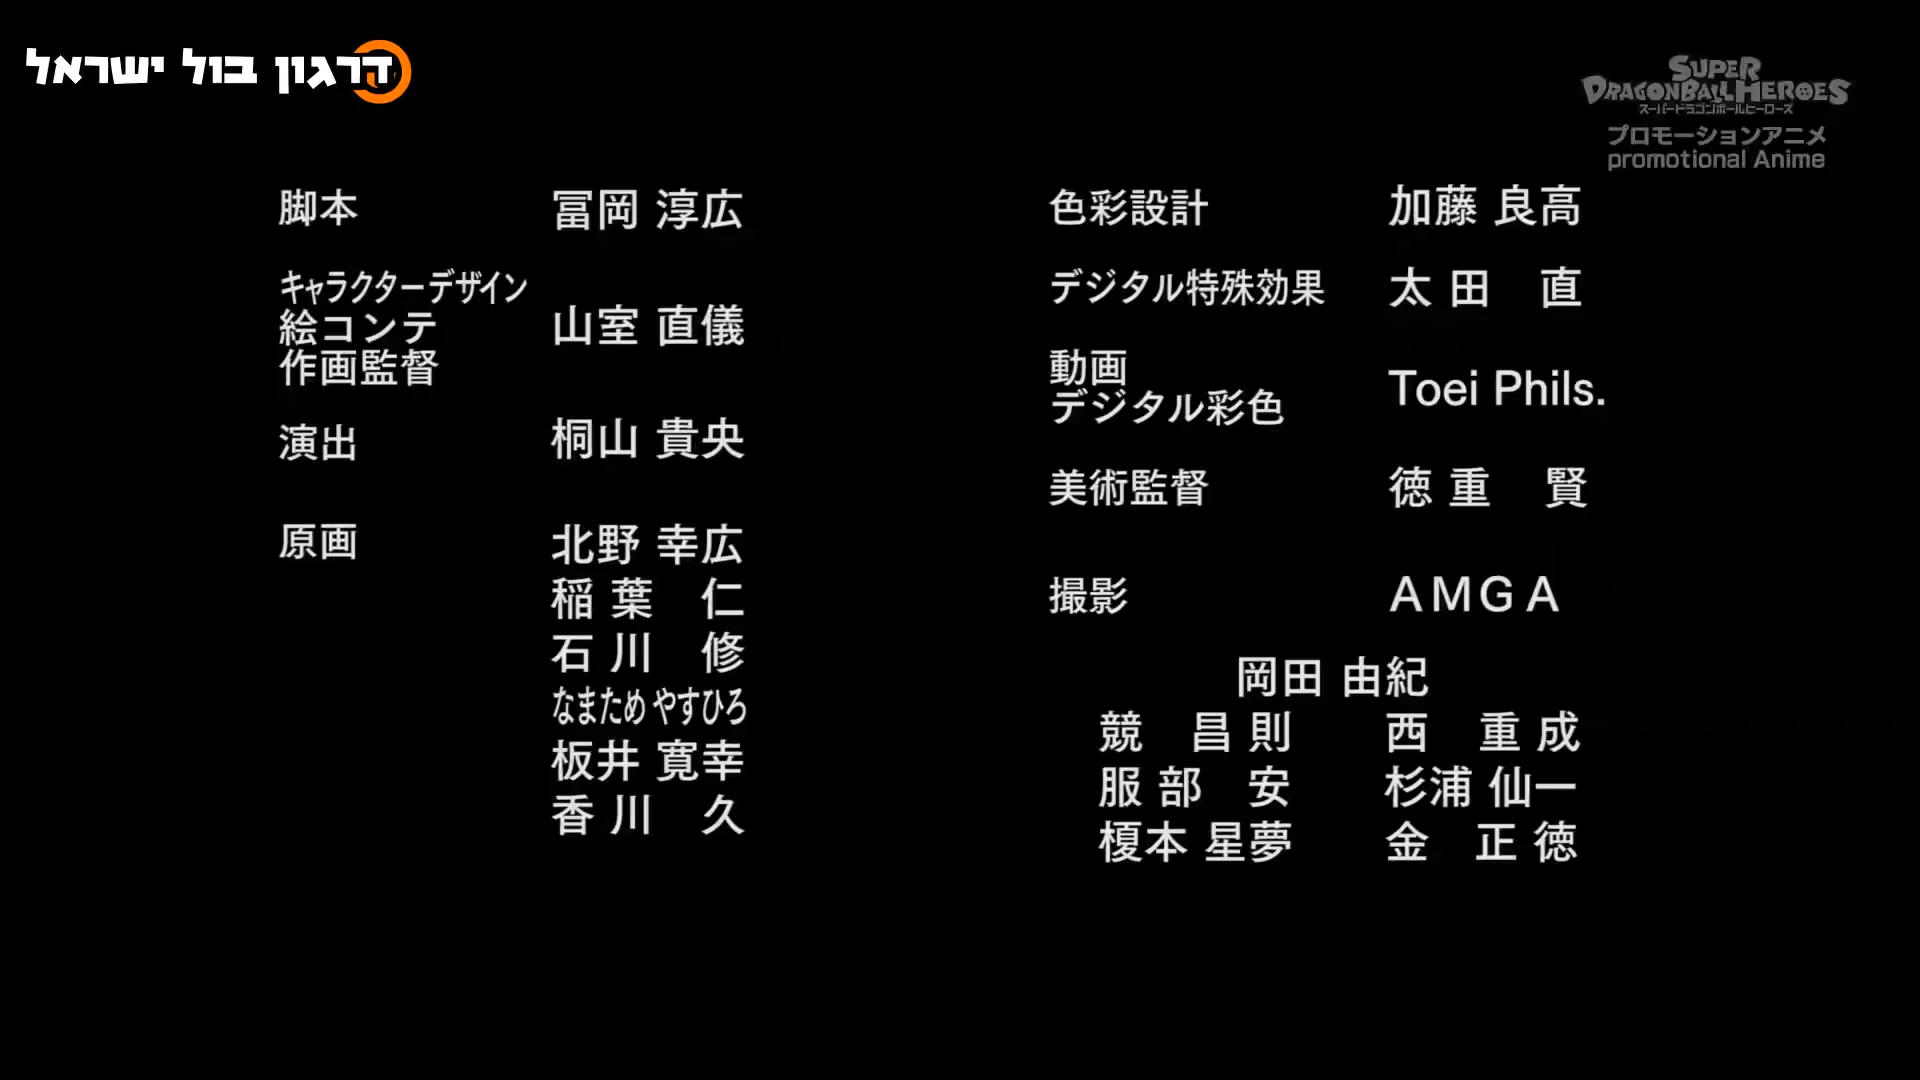 דרגון בול ישראל
SUPER
DRAGONBALL HEROES
スーパードラゴンボールヒーローズ
プロモーションアニメ
promotional Anime
脚本 冨岡 淳広
キャラクターデザイン
絵コンテ
作画監督
山室 直儀
演出 桐山 貴央
原画 北野 幸広
稲葉 仁
石川 修
なまため やすひろ
板井 寛幸
香川 久
色彩設計 加藤 良高
デジタル特殊効果 太田 直
動画
デジタル彩色
Toei Phils.
美術監督 徳重 賢
撮影 AMGA
岡田 由紀
競 昌則 西 重成
服部 安 杉浦 仙一
榎本 星夢 金 正徳